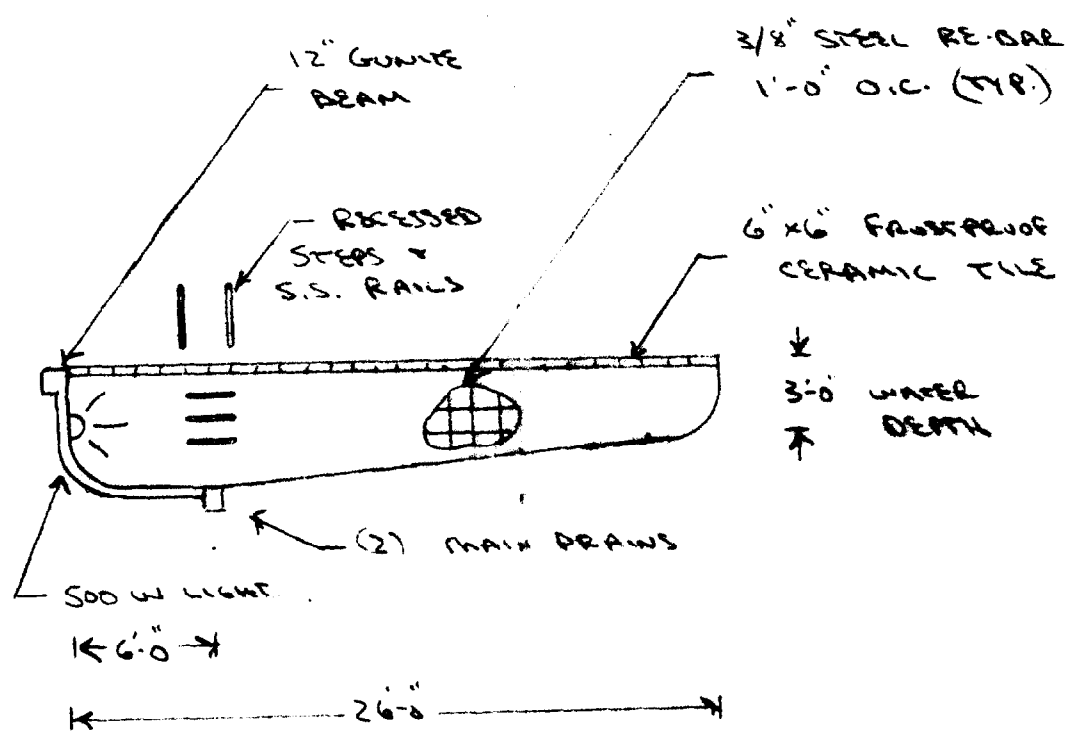 12" GUNITE
BEAM
3/8" STEEL RE-BAR
1'-0" O.C. (TYP.)
RECESSED
STEPS &
S.S. RAILS
6" x 6" FROSTPROOF
CERAMIC TILE
3'-0" WATER
DEPTH
(2) MAIN DRAINS
500 W LIGHT
6'-0"
26'-0"